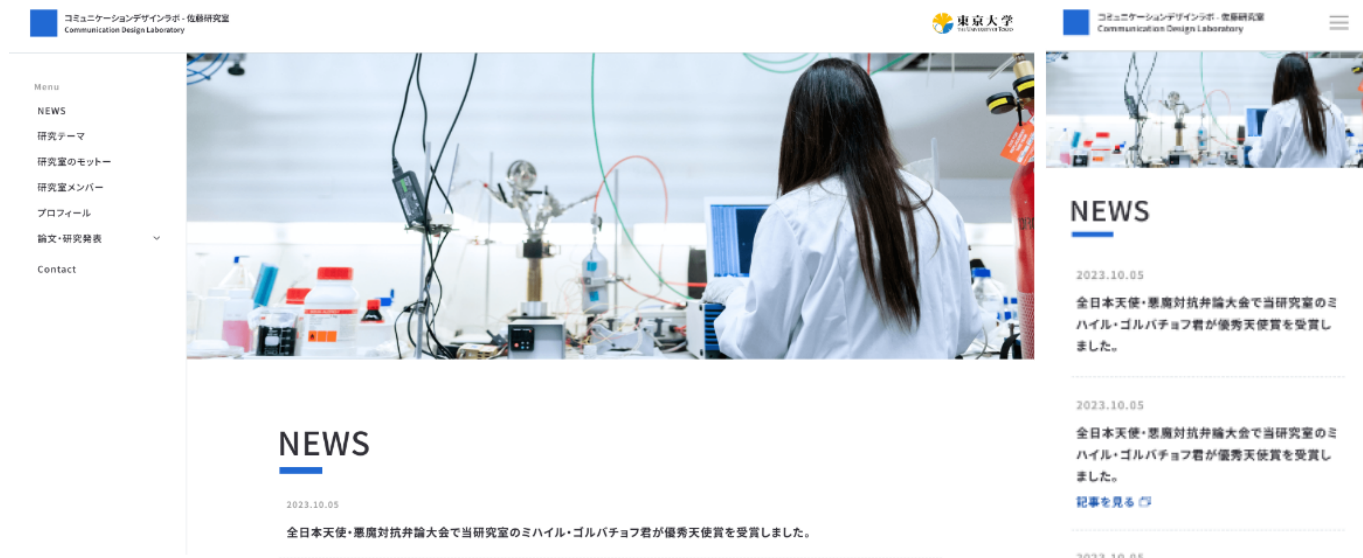 コミュニケーションデザインラボ - 佐藤研究室
Communication Design Laboratory
東京大学
THE UNIVERSITY OF TOKYO
Menu
NEWS
研究テーマ
研究室のモットー
研究室メンバー
プロフィール
論文・研究発表
Contact
NEWS
2023.10.05
全日本天使・悪魔対抗弁論大会で当研究室のミハイル・ゴルバチョフ君が優秀天使賞を受賞しました。
コミュニケーションデザインラボ - 佐藤研究室
Communication Design Laboratory
NEWS
2023.10.05
全日本天使・悪魔対抗弁論大会で当研究室のミ
ハイル・ゴルバチョフ君が優秀天使賞を受賞し
ました。
2023.10.05
全日本天使・悪魔対抗弁論大会で当研究室のミ
ハイル・ゴルバチョフ君が優秀天使賞を受賞し
ました。
記事を見る
2023.10.05